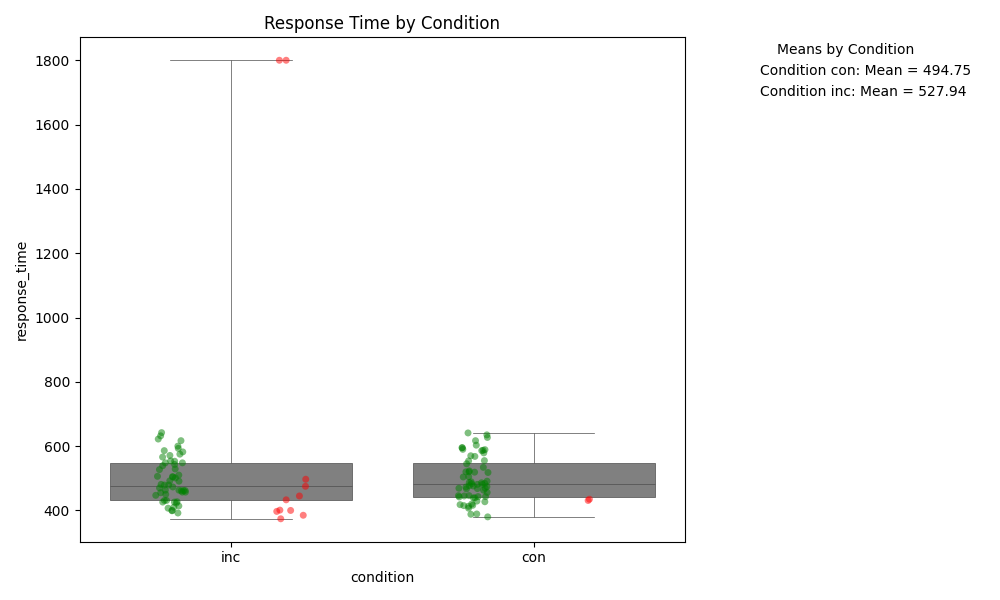 Response Time by Condition
Means by Condition
Condition con: Mean = 494.75
Condition inc: Mean = 527.94
response_time
1800
1600
1400
1200
1000
800
600
400
inc
con
condition